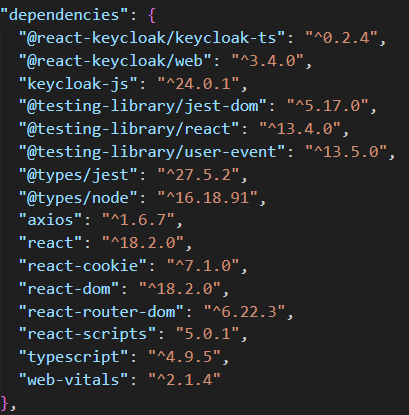 "dependencies": {
"@react-keycloak/keycloak-ts": "^0.2.4",
"@react-keycloak/web": "^3.4.0",
"keycloak-js": "^24.0.1",
"@testing-library/jest-dom": "^5.17.0",
"@testing-library/react": "^13.4.0",
"@testing-library/user-event": "^13.5.0",
"@types/jest": "^27.5.2",
"@types/node": "^16.18.91",
"axios": "^1.6.7",
"react": "^18.2.0",
"react-cookie": "^7.1.0",
"react-dom": "^18.2.0",
"react-router-dom": "^6.22.3",
"react-scripts": "5.0.1",
"typescript": "^4.9.5",
"web-vitals": "^2.1.4"
},